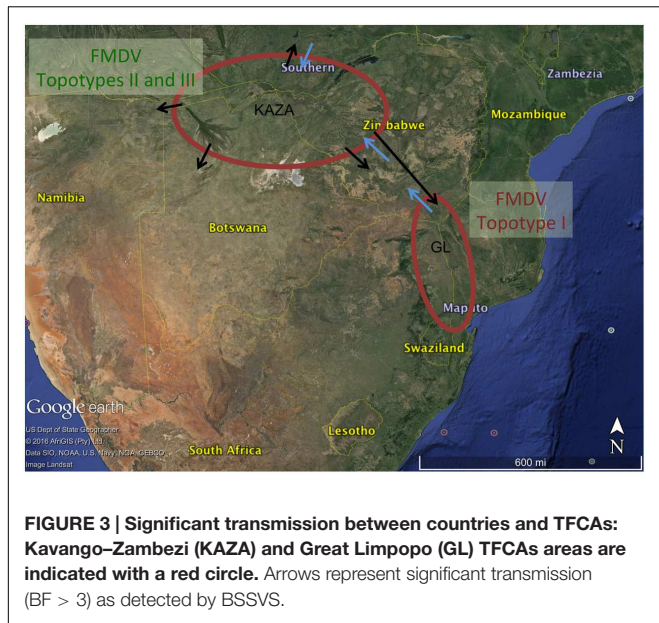 FMDV
Topotypes II and III
Southern
Zambezia
KAZA
Mozambique
Zimbabwe
Namibia
FMDV
Topotype I
Botswana
GL
Maputo
Swaziland
Google earth
US Dept of State Geographer
© 2016 AfriGIS (Pty) Ltd.
Data SIO, NOAA, U.S. Navy, NGA, GEBCO
Image Landsat
Lesotho
South Africa
N
600 mi
FIGURE 3 | Significant transmission between countries and TFCAs:
Kavango–Zambezi (KAZA) and Great Limpopo (GL) TFCAs areas are
indicated with a red circle. Arrows represent significant transmission
(BF > 3) as detected by BSSVS.